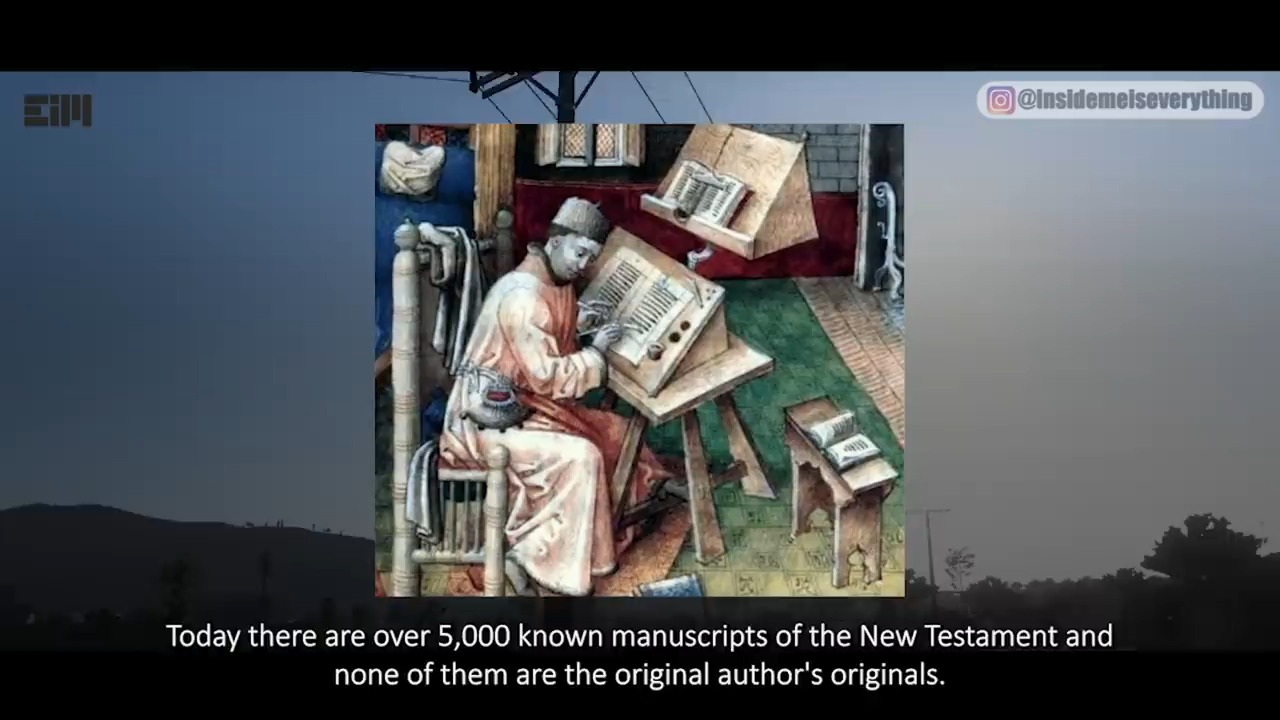 EiM
@Insidemeiseverything
Today there are over 5,000 known manuscripts of the New Testament and
none of them are the original author's originals.